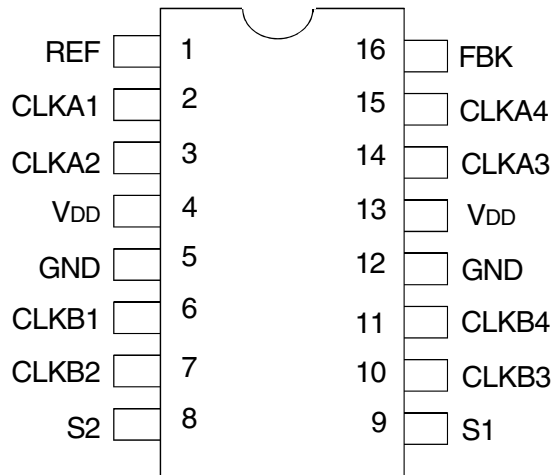 REF 1 16 FBK
CLKA1 2 15 CLKA4
CLKA2 3 14 CLKA3
VDD 4 13 VDD
GND 5 12 GND
CLKB1 6 11 CLKB4
CLKB2 7 10 CLKB3
S2 8 9 S1